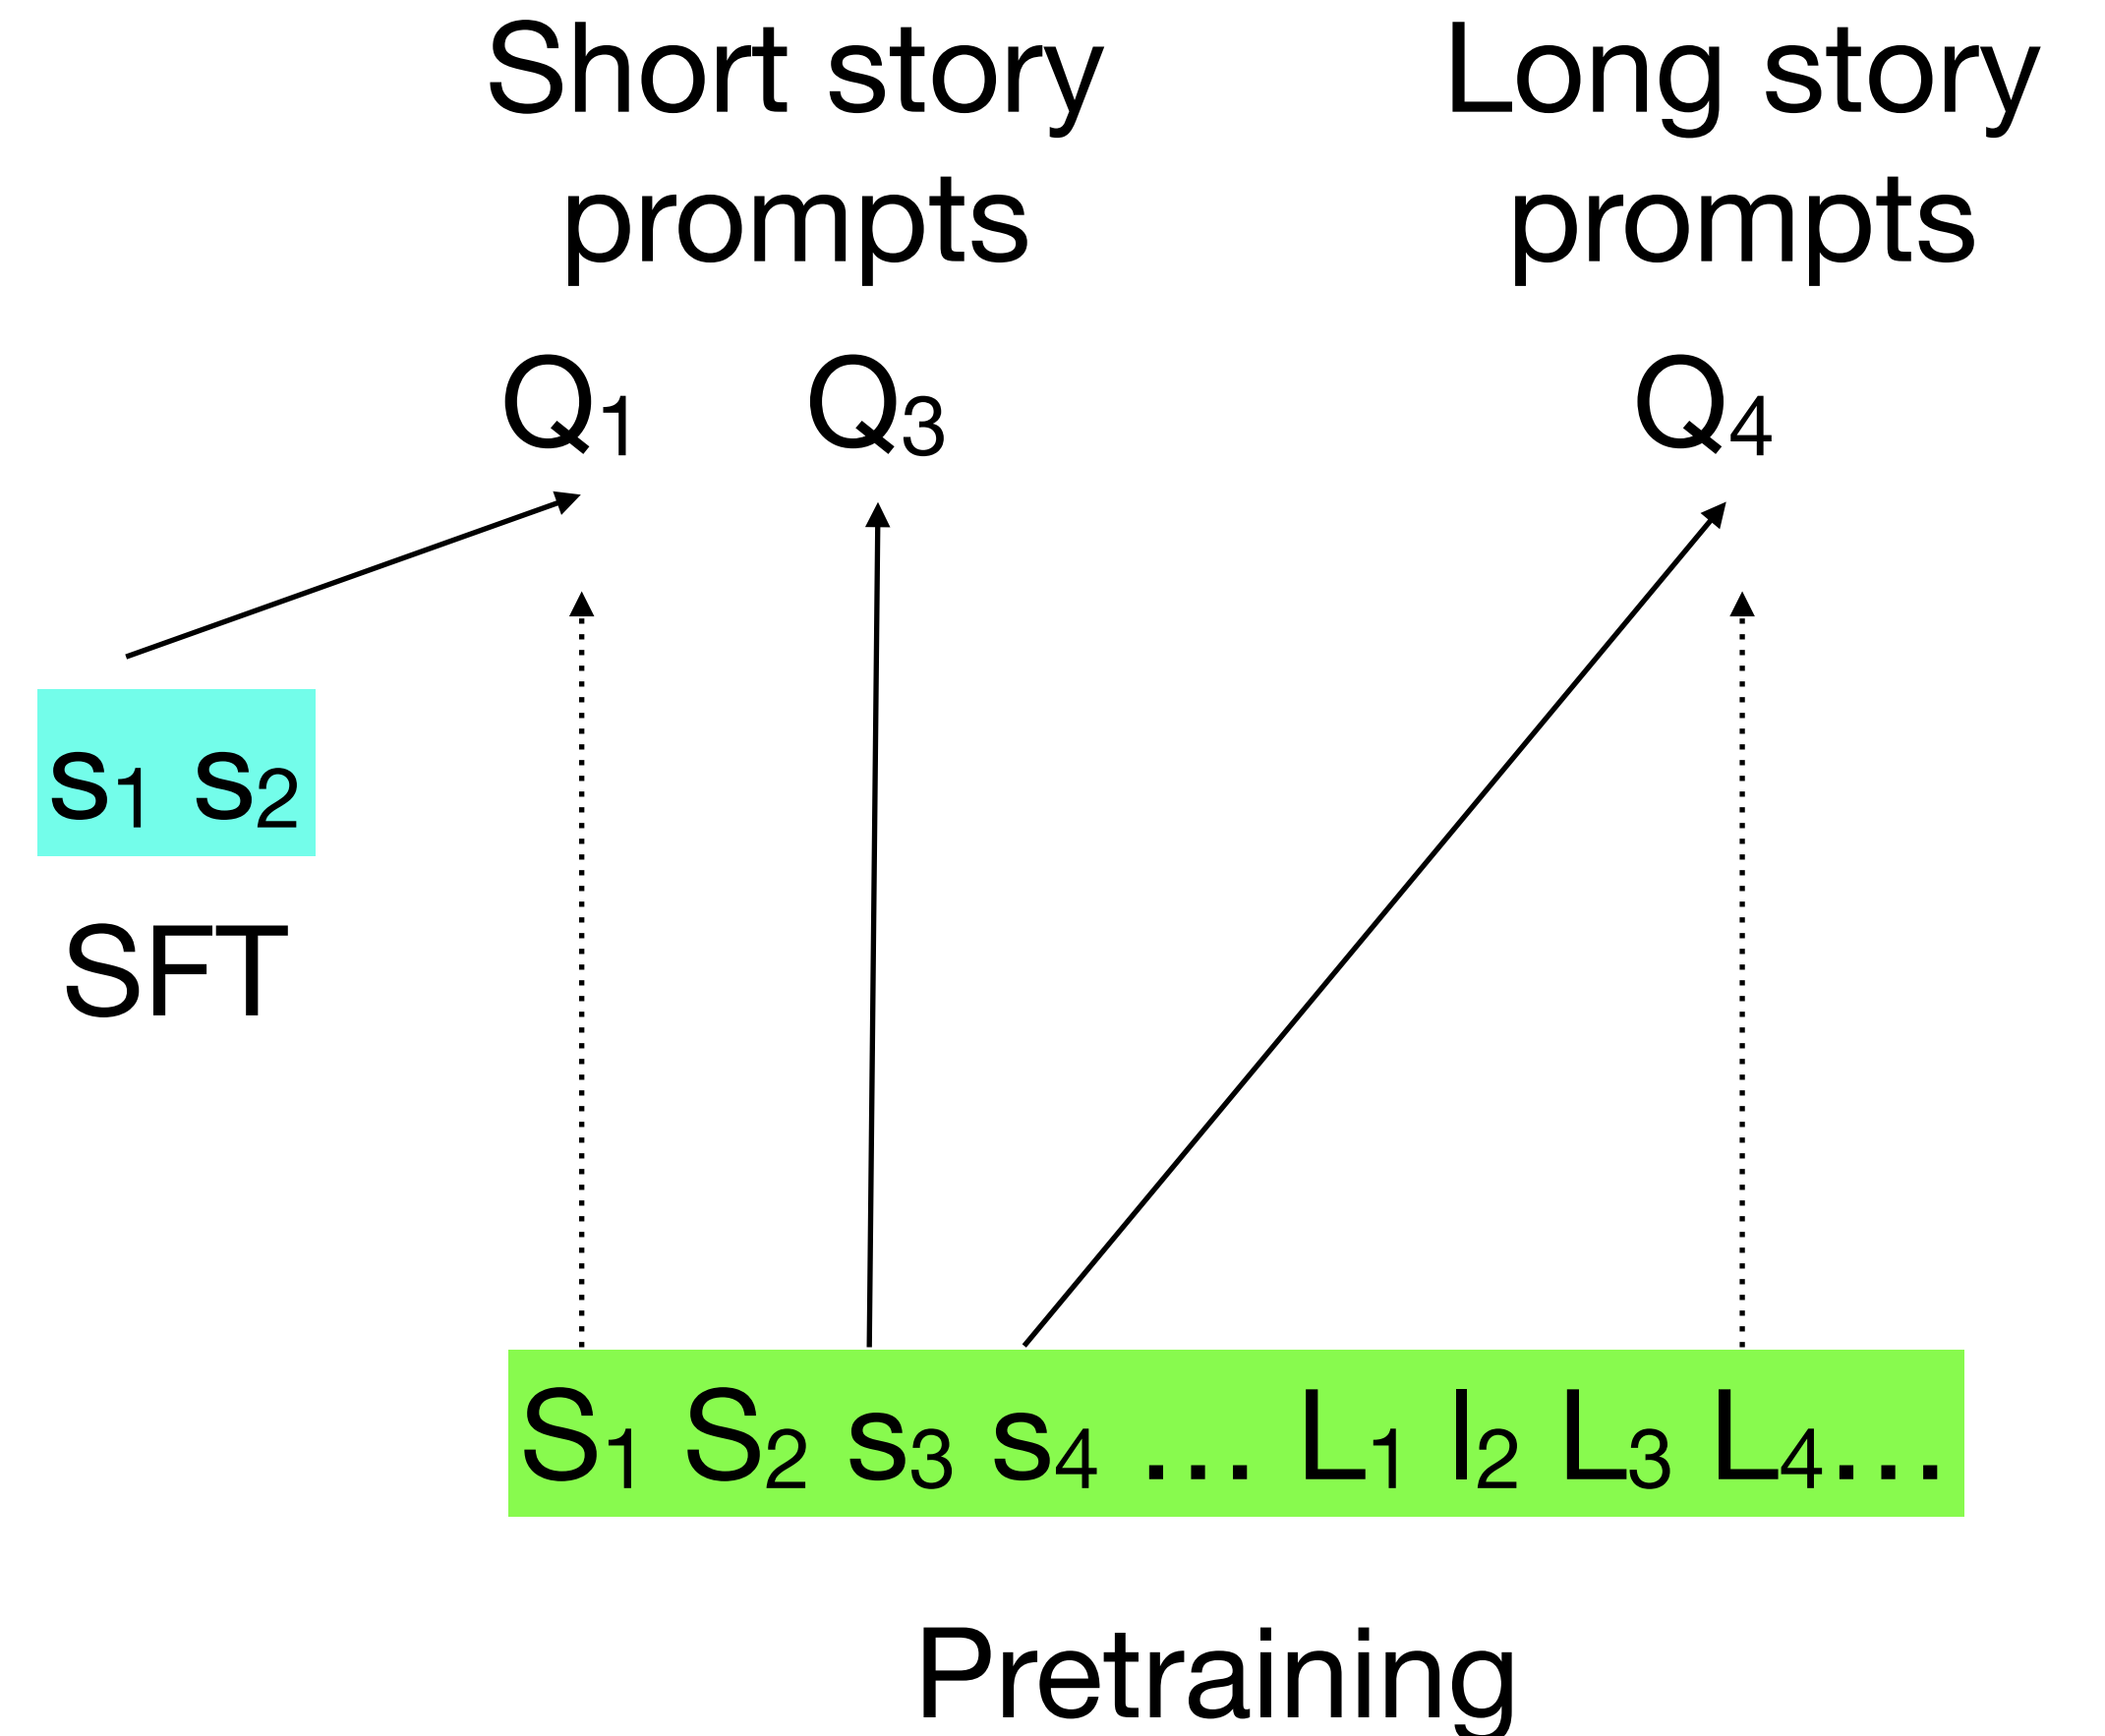 Short story prompts
Long story prompts
Q1 Q3 Q4
s1 s2
SFT
S1 S2 s3 s4 ... L1 l2 L3 L4...
Pretraining